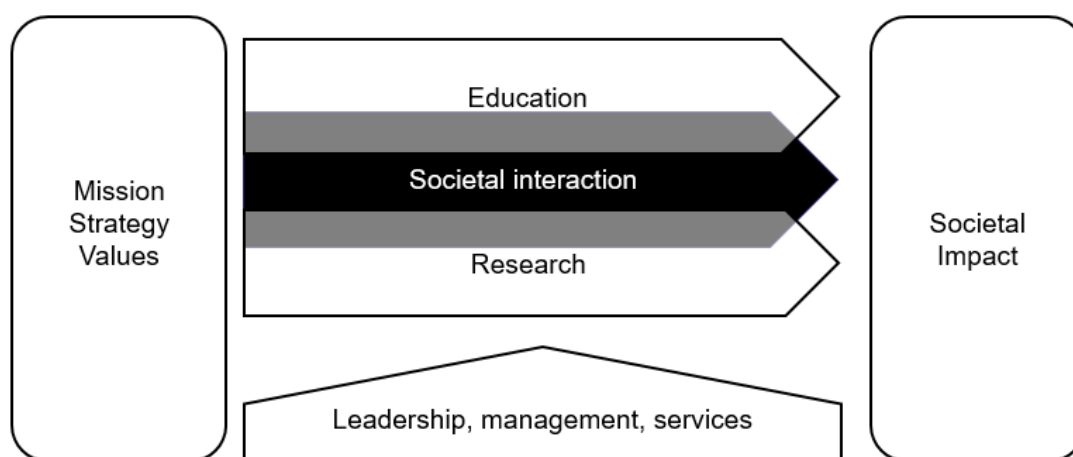 Mission
Strategy
Values
Education
Societal interaction
Research
Leadership, management, services
Societal
Impact